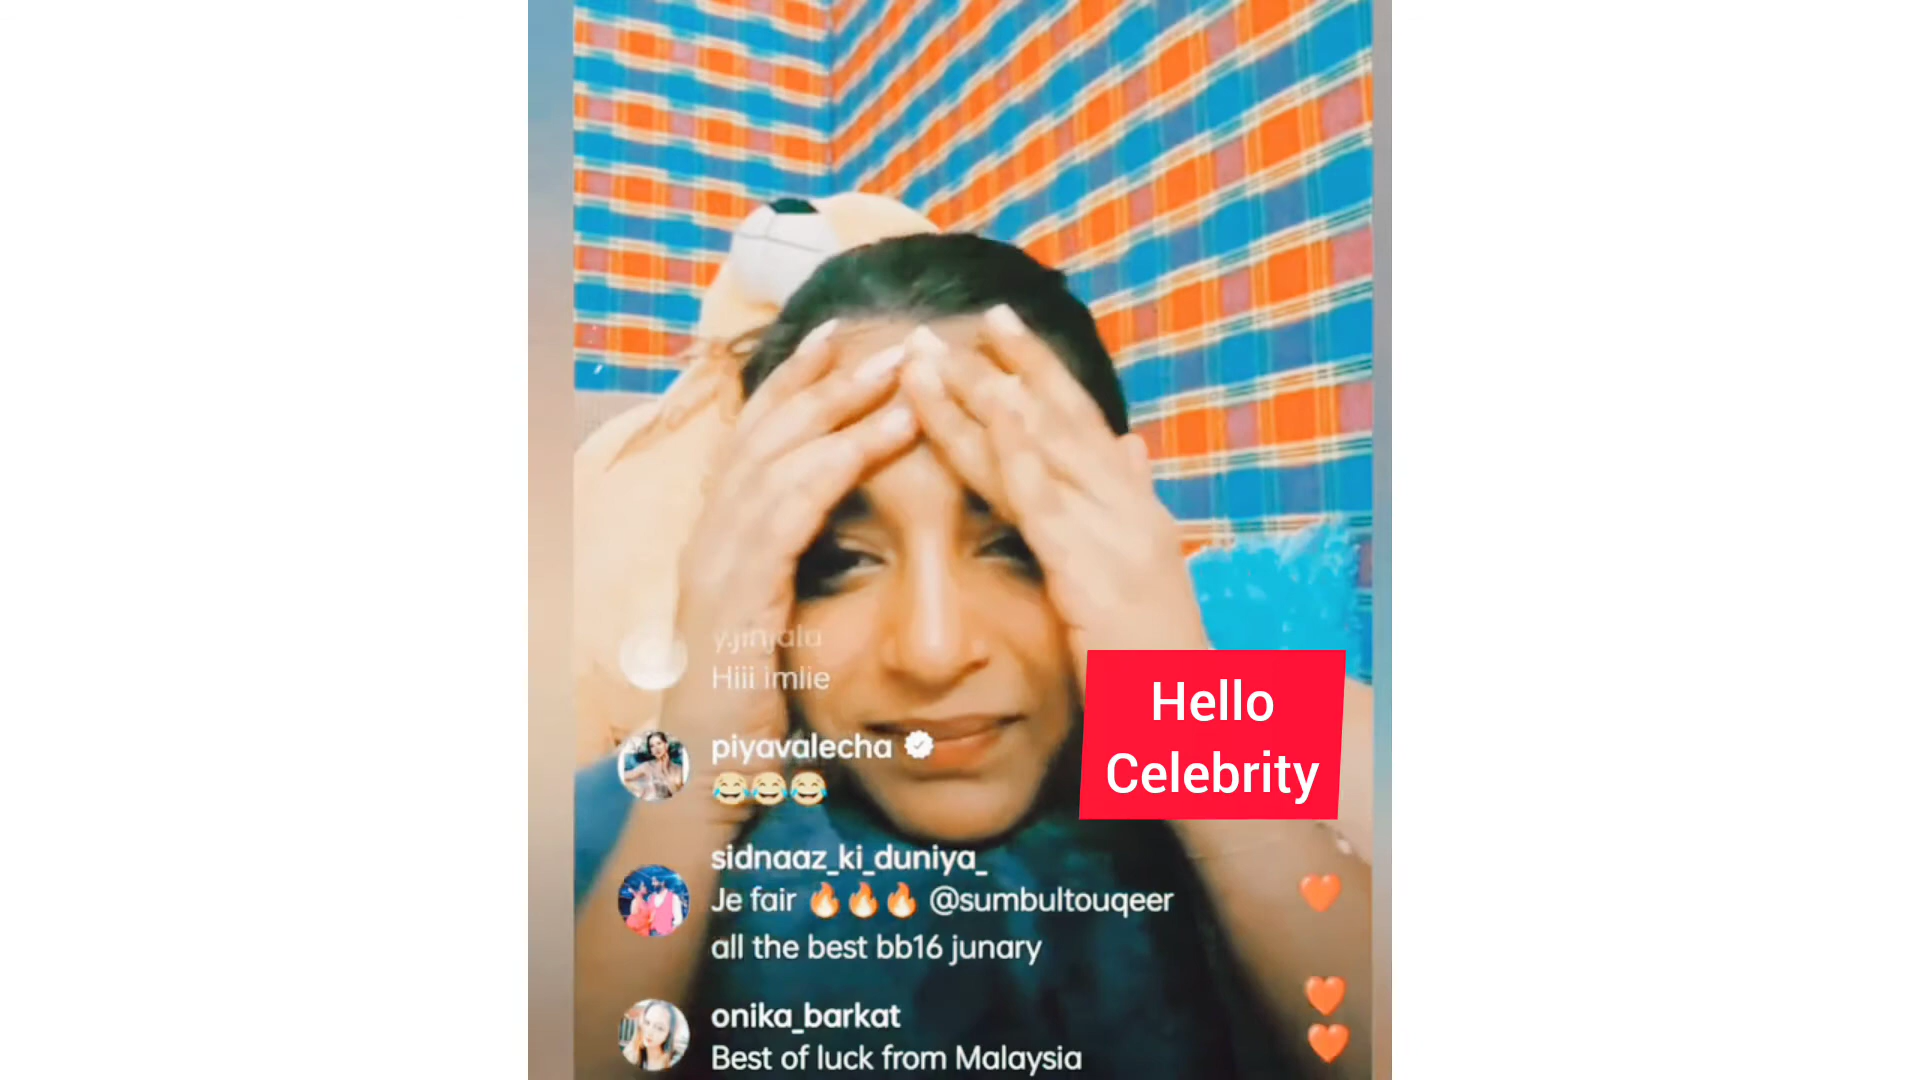 y.jinjala
Hiii imlie
piyavalecha
😂😂😂
sidnaaz_ki_duniya_
Je fair 🔥🔥🔥 @sumbultouqeer
all the best bb16 junary
onika_barkat
Best of luck from Malaysia
Hello
Celebrity